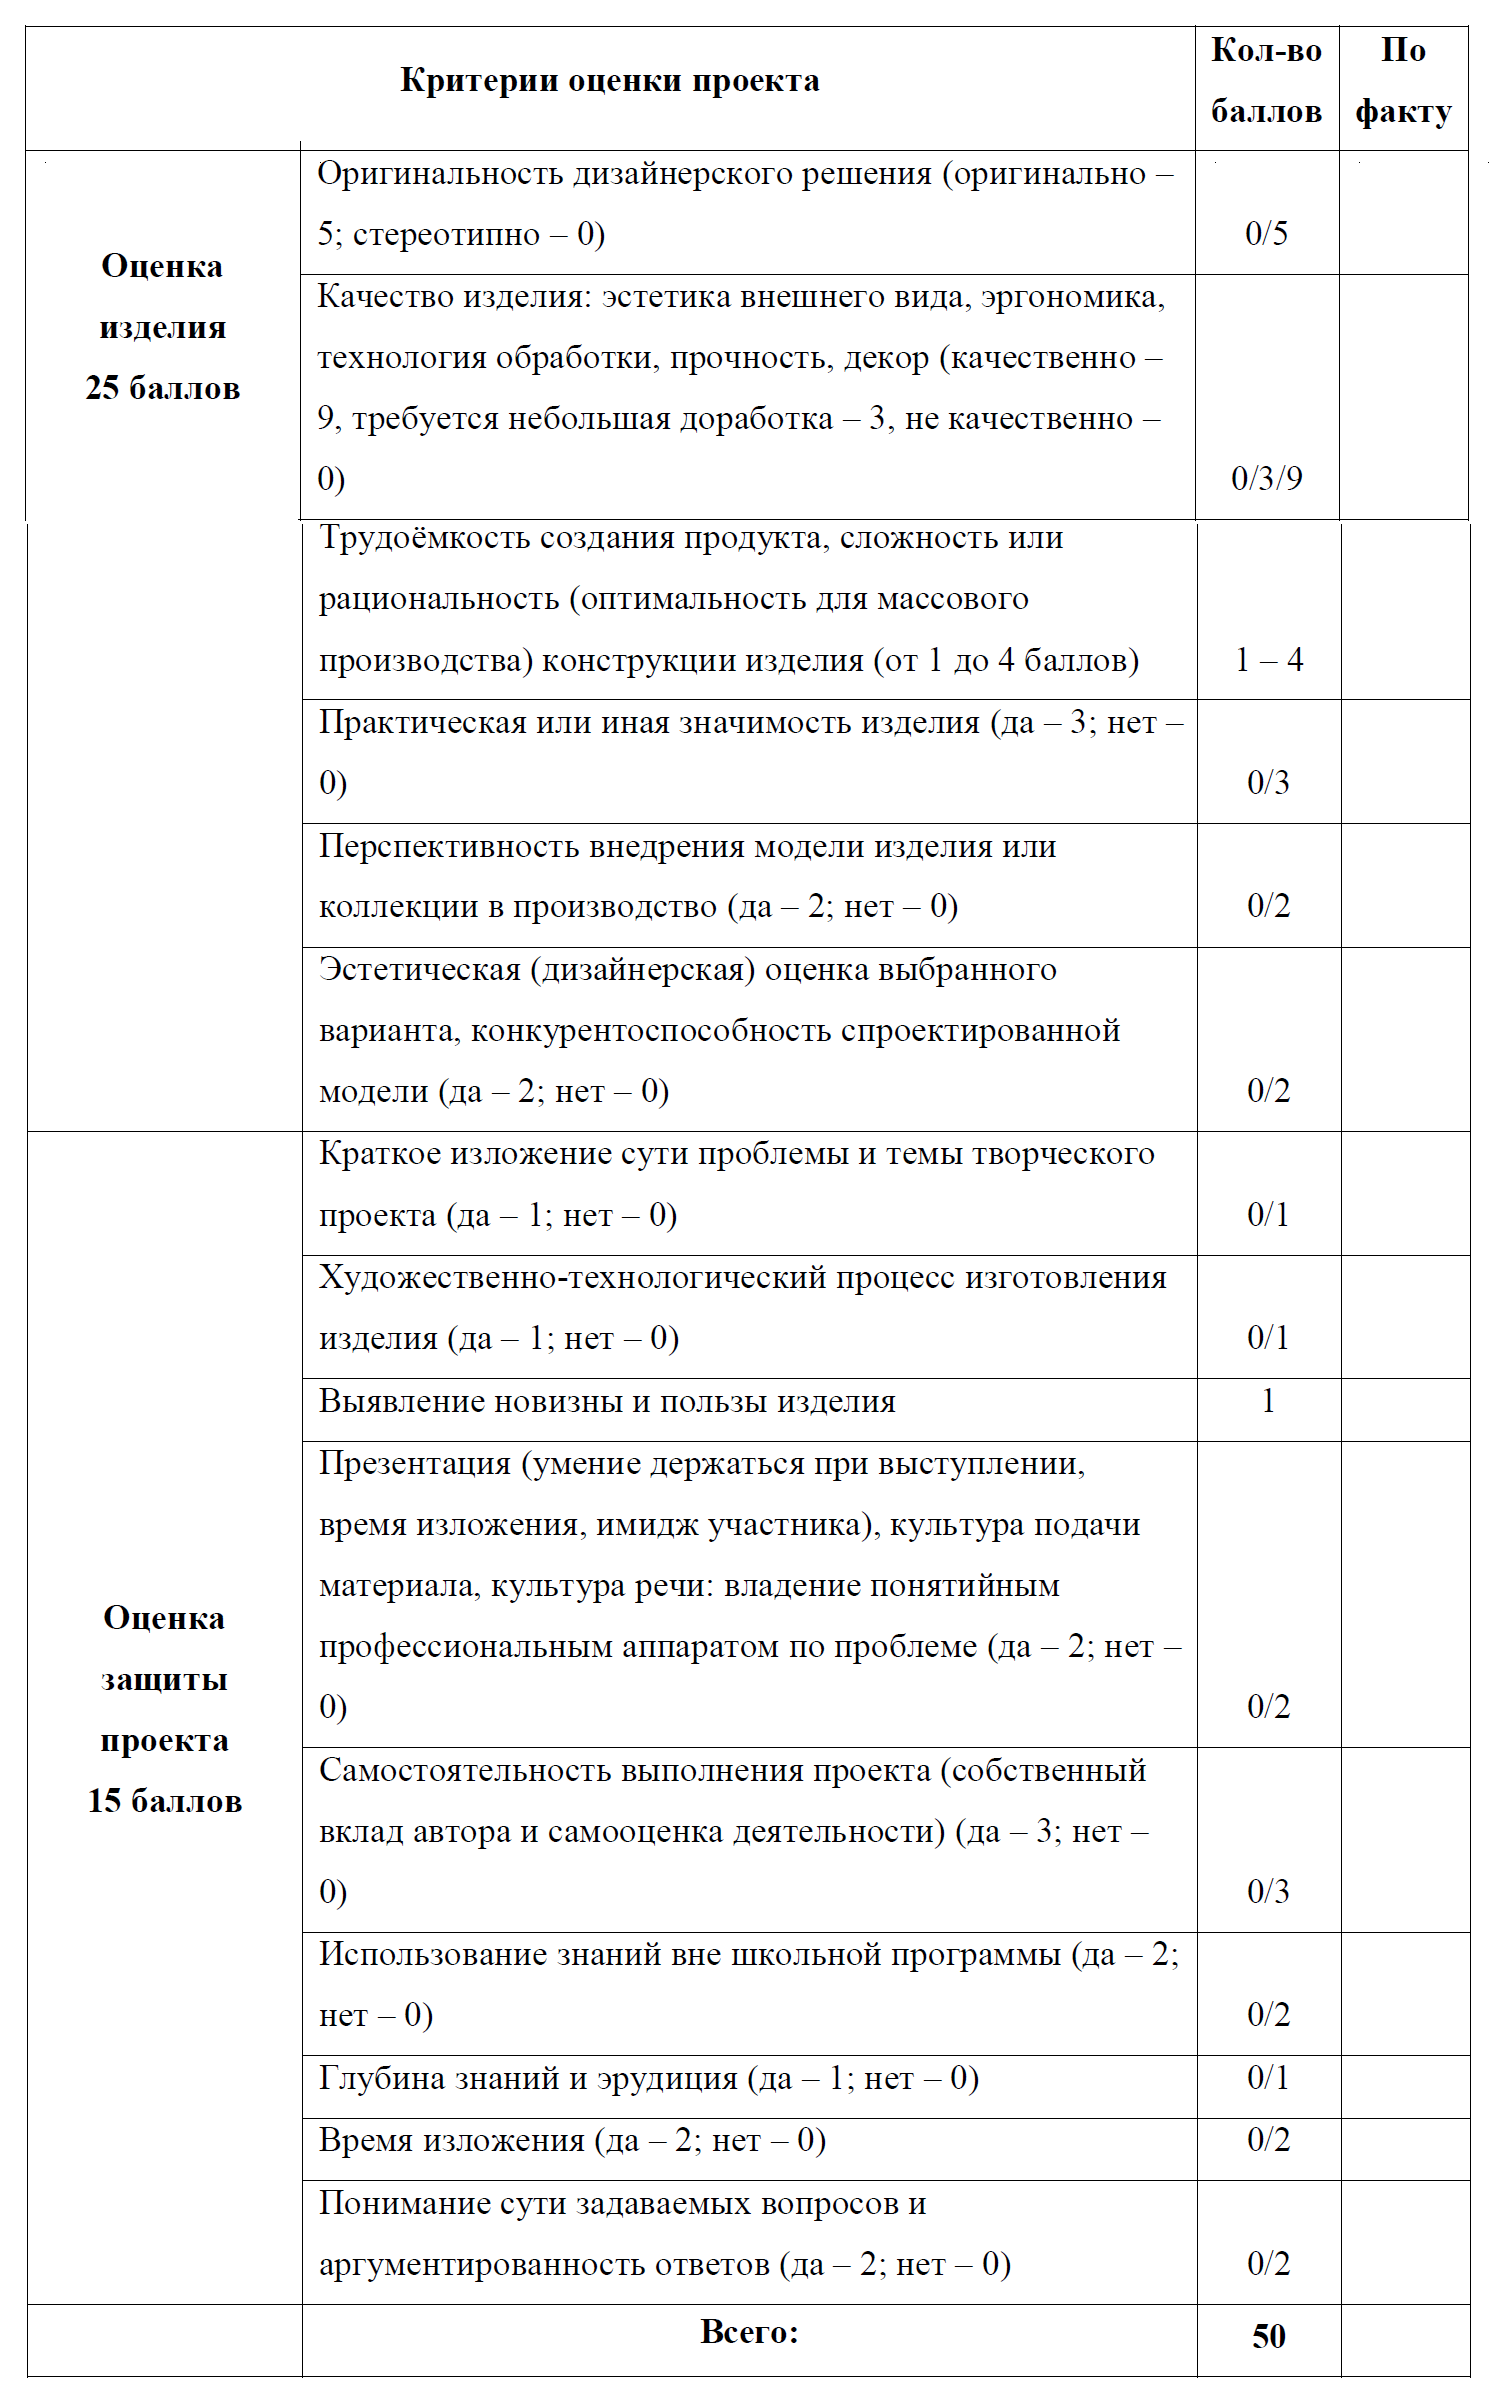 Критерии оценки проекта
Кол-во
баллов
По
факту
Оценка
изделия
25 баллов
Оригинальность дизайнерского решения (оригинально –
5; стереотипно – 0)
0/5
Качество изделия: эстетика внешнего вида, эргономика,
технология обработки, прочность, декор (качественно –
9, требуется небольшая доработка – 3, не качественно –
0)
0/3/9
Трудоёмкость создания продукта, сложность или
рациональность (оптимальность для массового
производства) конструкции изделия (от 1 до 4 баллов)
1 – 4
Практическая или иная значимость изделия (да – 3; нет –
0)
0/3
Перспективность внедрения модели изделия или
коллекции в производство (да – 2; нет – 0)
0/2
Эстетическая (дизайнерская) оценка выбранного
варианта, конкурентоспособность спроектированной
модели (да – 2; нет – 0)
0/2
Оценка
защиты
проекта
15 баллов
Краткое изложение сути проблемы и темы творческого
проекта (да – 1; нет – 0)
0/1
Художественно-технологический процесс изготовления
изделия (да – 1; нет – 0)
0/1
Выявление новизны и пользы изделия
1
Презентация (умение держаться при выступлении,
время изложения, имидж участника), культура подачи
материала, культура речи: владение понятийным
профессиональным аппаратом по проблеме (да – 2; нет –
0)
0/2
Самостоятельность выполнения проекта (собственный
вклад автора и самооценка деятельности) (да – 3; нет –
0)
0/3
Использование знаний вне школьной программы (да – 2;
нет – 0)
0/2
Глубина знаний и эрудиция (да – 1; нет – 0)
0/1
Время изложения (да – 2; нет – 0)
0/2
Понимание сути задаваемых вопросов и
аргументированность ответов (да – 2; нет – 0)
0/2
Всего:
50